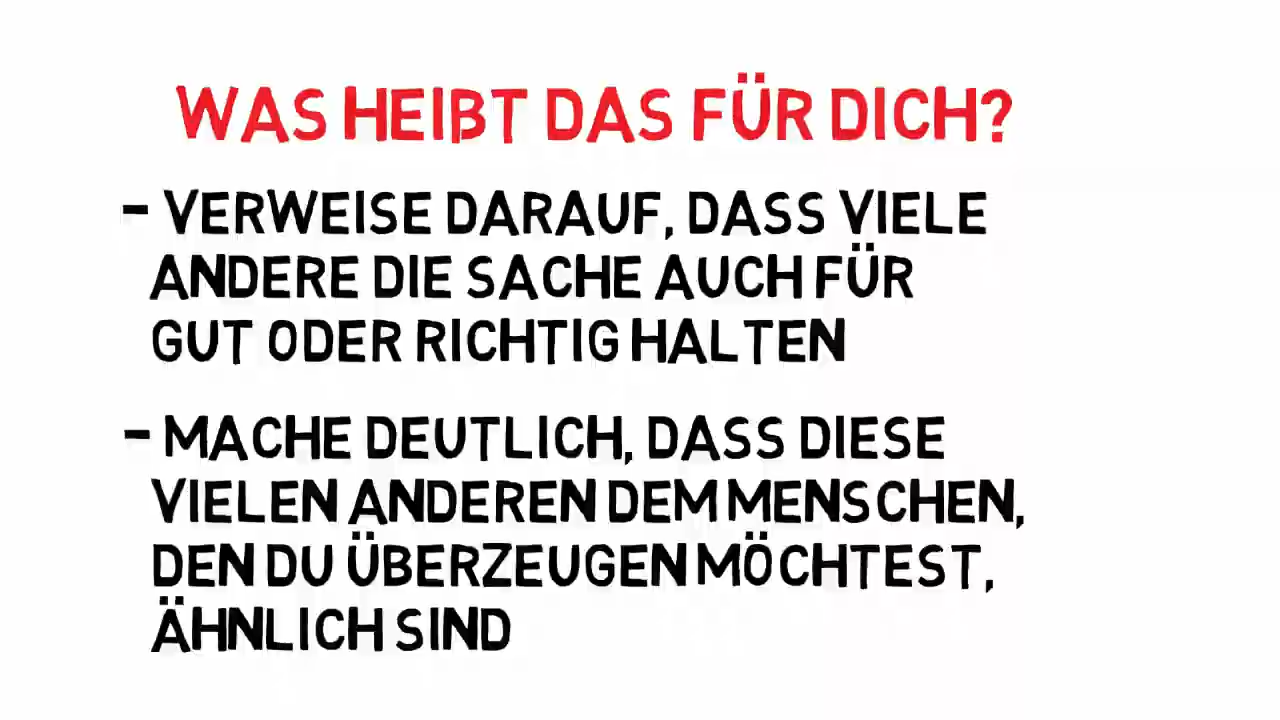 WAS HEIßT DAS FÜR DICH?
- VERWEISE DARAUF, DASS VIELE
ANDERE DIE SACHE AUCH FÜR
GUT ODER RICHTIG HALTEN
- MACHE DEUTLICH, DASS DIESE
VIELEN ANDEREN DEM MENSCHEN,
DEN DU ÜBERZEUGEN MÖCHTEST,
ÄHNLICH SIND